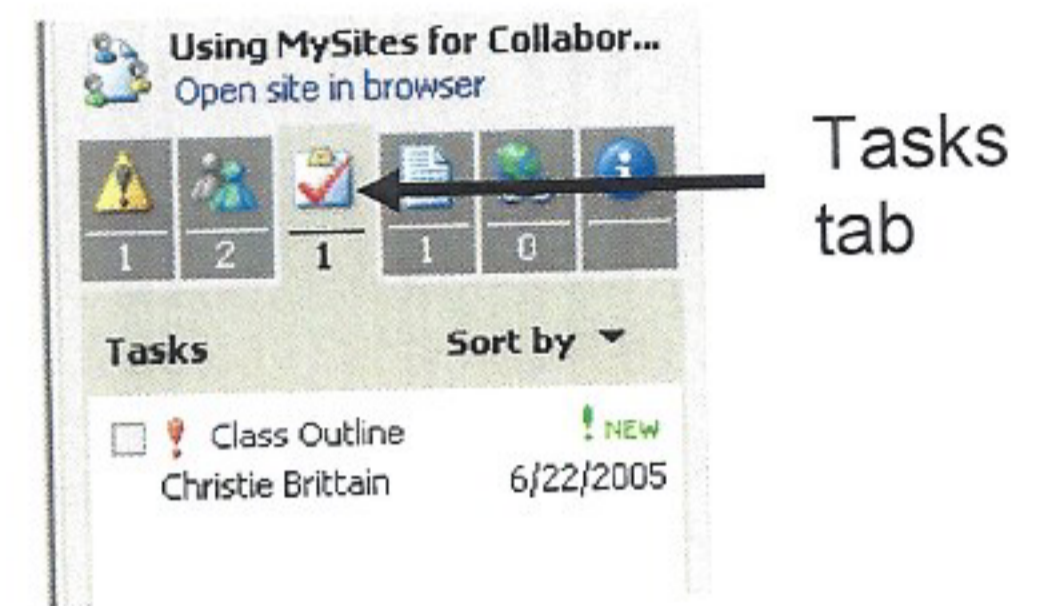 Using MySites for Collabor...
Open site in browser
1 2 1 1 0
Tasks Sort by
! Class Outline ! NEW
Christie Brittain 6/22/2005
Tasks
tab